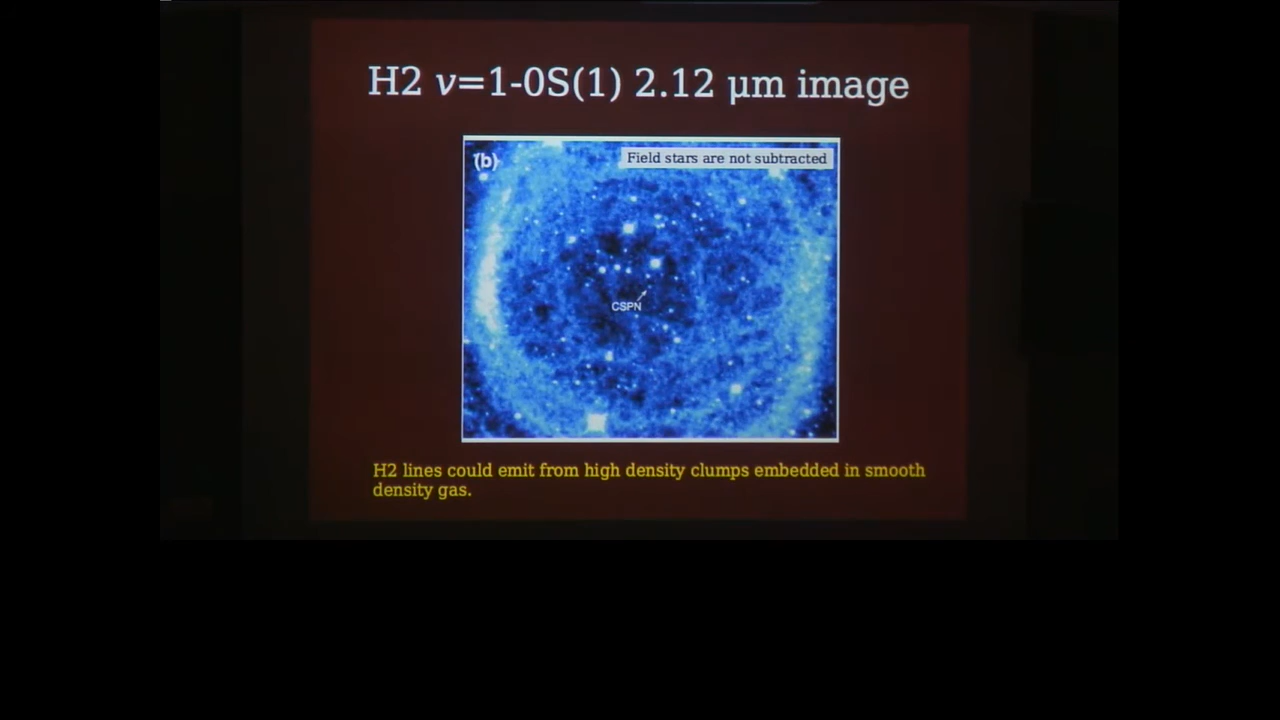 H2 v=1-0S(1) 2.12 μm image
(b)
Field stars are not subtracted
CSPN
H2 lines could emit from high density clumps embedded in smooth
density gas.